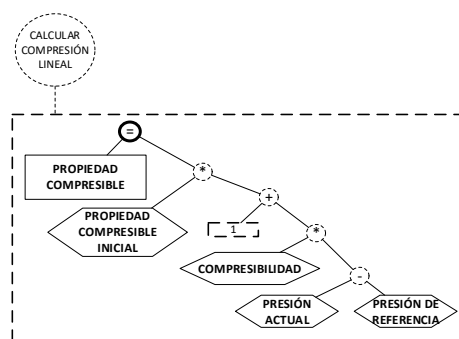 CALCULAR
COMPRESIÓN
LINEAL
=
PROPIEDAD
COMPRESIBLE
*
PROPIEDAD
COMPRESIBLE
INICIAL
+
1
*
COMPRESIBILIDAD
-
PRESIÓN
ACTUAL
PRESIÓN DE
REFERENCIA